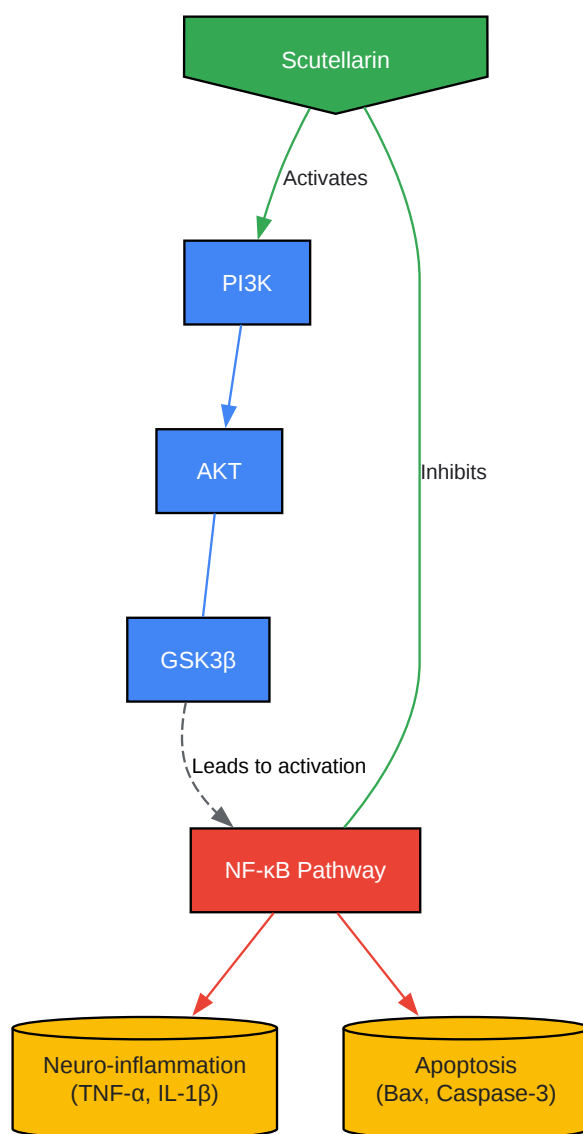 Scutellarin
Activates
PI3K
AKT
Inhibits
GSK3β
Leads to activation
NF-κB Pathway
Neuro-inflammation
(TNF-α, IL-1β)
Apoptosis
(Bax, Caspase-3)